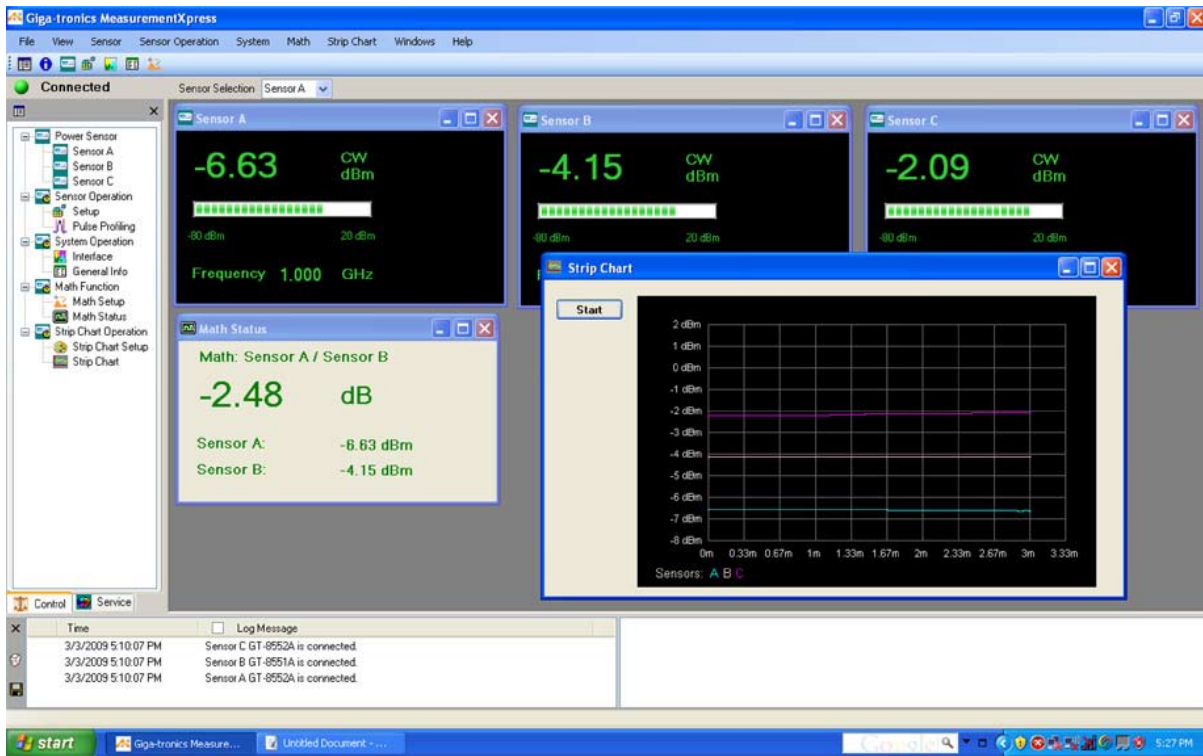 Giga-tronics MeasurementXpress
File View Sensor Sensor Operation System Math Strip Chart Windows Help
Connected
Sensor Selection Sensor A
Power Sensor
Sensor A
Sensor B
Sensor C
Sensor Operation
Setup
Pulse Profiling
System Operation
Interface
General Info
Math Function
Math Setup
Math Status
Strip Chart Operation
Strip Chart Setup
Strip Chart
Control Service
Sensor A
-6.63 CW dBm
-80 dBm 20 dBm
Frequency 1.000 GHz
Sensor B
-4.15 CW dBm
-80 dBm 20 dBm
Sensor C
-2.09 CW dBm
-80 dBm 20 dBm
Math Status
Math: Sensor A / Sensor B
-2.48 dB
Sensor A: -6.63 dBm
Sensor B: -4.15 dBm
Strip Chart
Start
2 dBm
1 dBm
0 dBm
-1 dBm
-2 dBm
-3 dBm
-4 dBm
-5 dBm
-6 dBm
-7 dBm
-8 dBm
0m 0.33m 0.67m 1m 1.33m 1.67m 2m 2.33m 2.67m 3m 3.33m
Sensors: A B C
Time Log Message
3/3/2009 5:10:07 PM Sensor C GT-8552A is connected.
3/3/2009 5:10:07 PM Sensor B GT-8551A is connected.
3/3/2009 5:10:07 PM Sensor A GT-8552A is connected.
start Giga-tronics Measure... Untitled Document - ... Google 5:27 PM